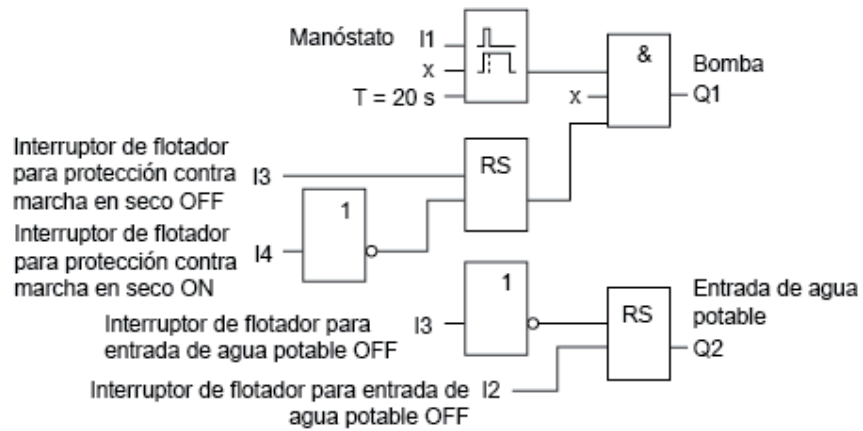 Manóstato I1
x
T = 20 s
&
x
Bomba
Q1
Interruptor de flotador
para protección contra
marcha en seco OFF
I3
RS
Interruptor de flotador
para protección contra
marcha en seco ON
I4
1
Interruptor de flotador para
entrada de agua potable OFF
I3
1
RS
Entrada de agua
potable
Q2
Interruptor de flotador para entrada de I2
agua potable OFF